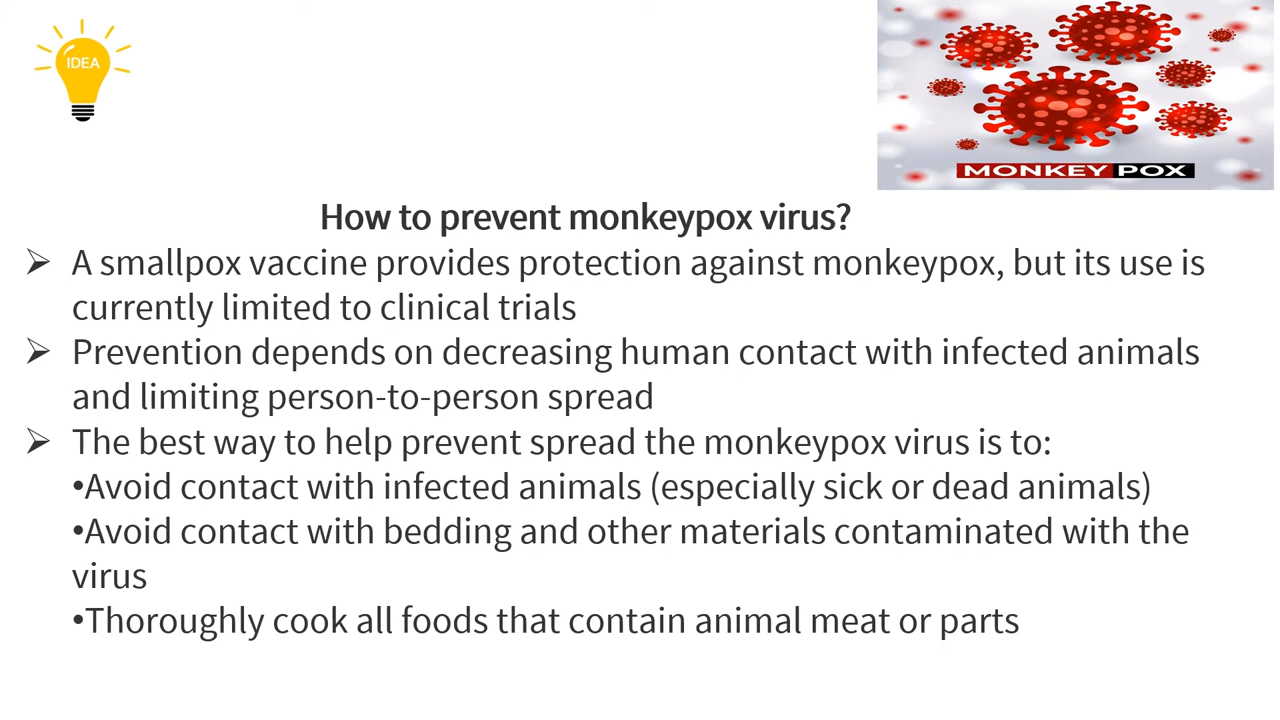 IDEA
MONKEY POX
How to prevent monkeypox virus?
➢ A smallpox vaccine provides protection against monkeypox, but its use is
currently limited to clinical trials
➢ Prevention depends on decreasing human contact with infected animals
and limiting person-to-person spread
➢ The best way to help prevent spread the monkeypox virus is to:
•Avoid contact with infected animals (especially sick or dead animals)
•Avoid contact with bedding and other materials contaminated with the
virus
•Thoroughly cook all foods that contain animal meat or parts